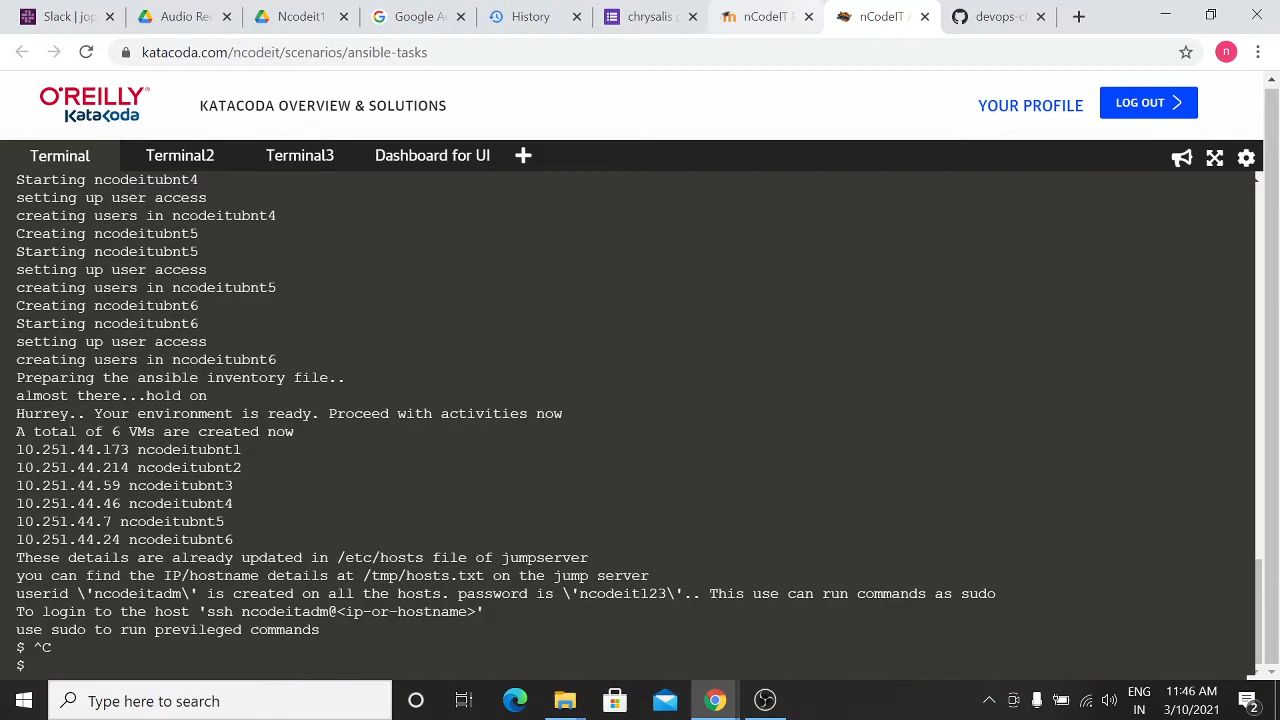 Slack | jop
Audio Re
Ncodeit1
Google A
History
chrysalis p
nCodeIT E
nCodeIT /
devops-cl
katacoda.com/ncodeit/scenarios/ansible-tasks
n
O'REILLY
KataKoda
KATACODA OVERVIEW & SOLUTIONS
YOUR PROFILE
LOG OUT
Terminal
Terminal2
Terminal3
Dashboard for UI
Starting ncodeitubnt4
setting up user access
creating users in ncodeitubnt4
Creating ncodeitubnt5
Starting ncodeitubnt5
setting up user access
creating users in ncodeitubnt5
Creating ncodeitubnt6
Starting ncodeitubnt6
setting up user access
creating users in ncodeitubnt6
Preparing the ansible inventory file..
almost there...hold on
Hurrey.. Your environment is ready. Proceed with activities now
A total of 6 VMs are created now
10.251.44.173 ncodeitubnt1
10.251.44.214 ncodeitubnt2
10.251.44.59 ncodeitubnt3
10.251.44.46 ncodeitubnt4
10.251.44.7 ncodeitubnt5
10.251.44.24 ncodeitubnt6
These details are already updated in /etc/hosts file of jumpserver
you can find the IP/hostname details at /tmp/hosts.txt on the jump server
userid \'ncodeitadm\' is created on all the hosts. password is \'ncodeit123\'.. This use can run commands as sudo
To login to the host 'ssh ncodeitadm@<ip-or-hostname>'
use sudo to run previleged commands
$ ^C
$
Type here to search
ENG
IN
11:46 AM
3/10/2021
2